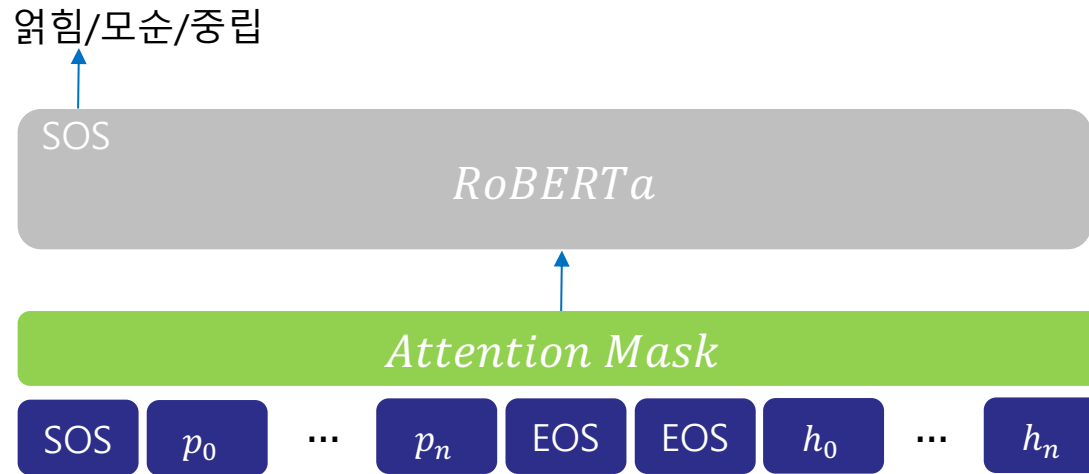 얽힘/모순/중립
SOS
RoBERTa
Attention Mask
SOS p₀ ... pₙ EOS EOS h₀ ... hₙ